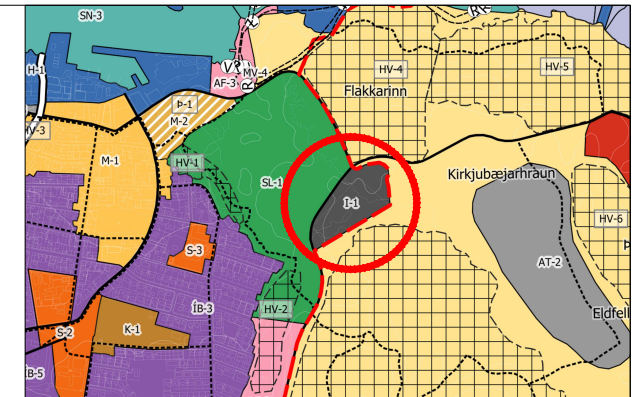 SN-3
H-1
V
R
MV-4
AF-3
HV-4
HV-5
Flakkarinn
Þ-1
M-2
HV-3
M-1
HV-1
SL-1
Kirkjubæjarhraun
I-1
HV-6
S-3
AT-2
ÍB-3
HV-2
Eldfell
S-2
K-1
ÍB-5